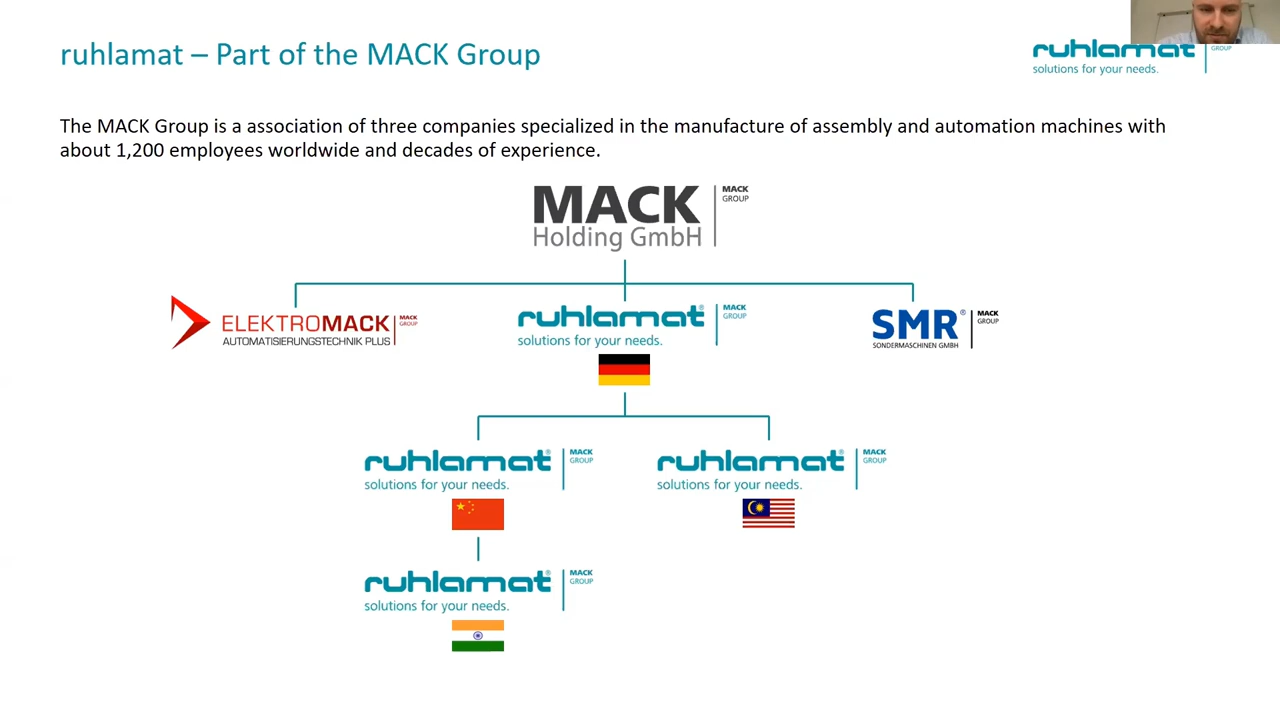 ruhlamat – Part of the MACK Group
ruhlamat GROUP
solutions for your needs.
The MACK Group is a association of three companies specialized in the manufacture of assembly and automation machines with
about 1,200 employees worldwide and decades of experience.
MACK MACK
Holding GmbH GROUP
ELEKTROMACK MACK
AUTOMATISIERUNGSTECHNIK PLUS GROUP
ruhlamat® MACK
solutions for your needs. GROUP
SMR® MACK
SONDERMASCHINEN GMBH GROUP
ruhlamat® MACK
solutions for your needs. GROUP
ruhlamat® MACK
solutions for your needs. GROUP
ruhlamat® MACK
solutions for your needs. GROUP